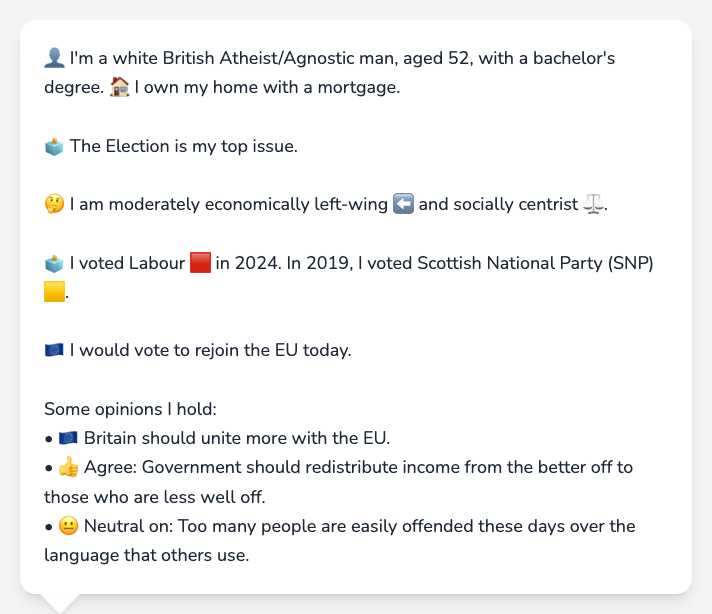 👤 I'm a white British Atheist/Agnostic man, aged 52, with a bachelor's
degree. 🏠 I own my home with a mortgage.
🗳️ The Election is my top issue.
🤔 I am moderately economically left-wing ⬅️ and socially centrist ⚖️.
🗳️ I voted Labour 🟥 in 2024. In 2019, I voted Scottish National Party (SNP)
🟨.
🇪🇺 I would vote to rejoin the EU today.
Some opinions I hold:
• 🇪🇺 Britain should unite more with the EU.
• 👍 Agree: Government should redistribute income from the better off to
those who are less well off.
• 😐 Neutral on: Too many people are easily offended these days over the
language that others use.